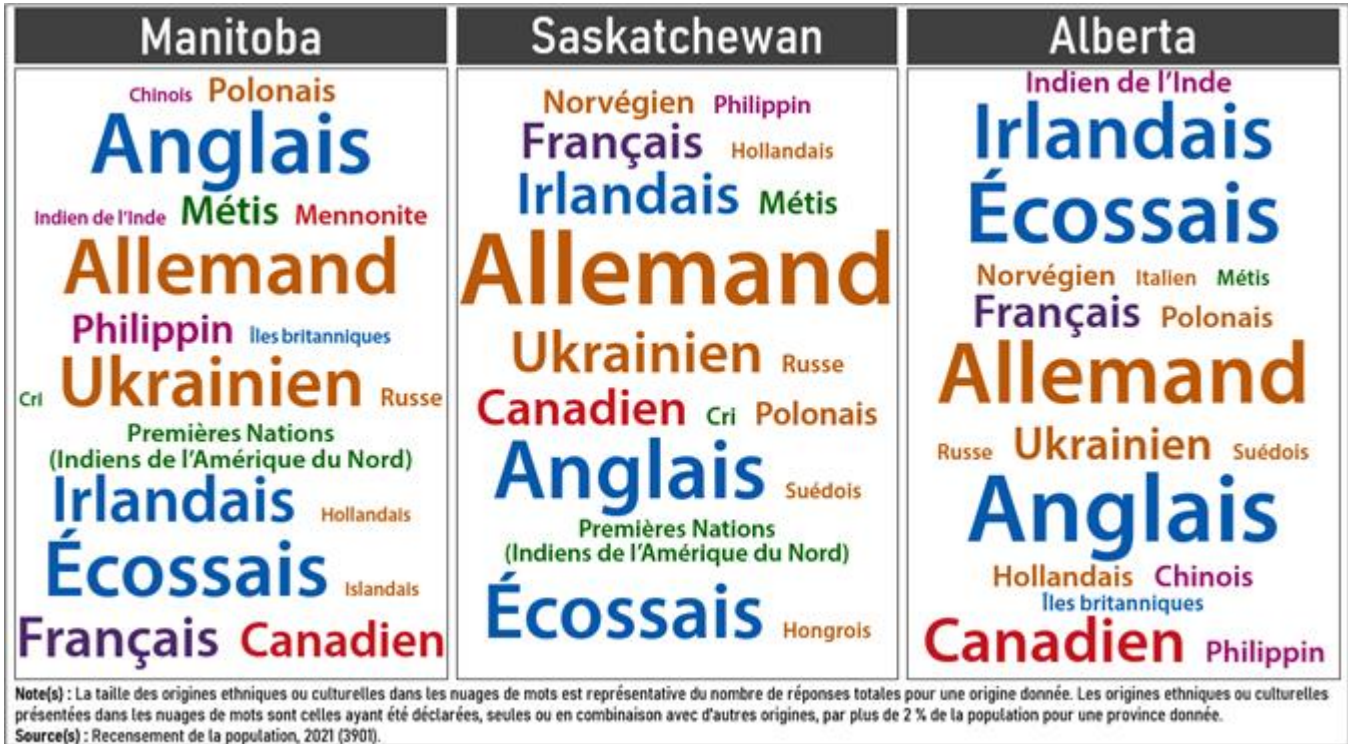 Manitoba
Chinois Polonais
Anglais
Indien de l'Inde Métis Mennonite
Allemand
Philippin Îles britanniques
Cri Ukrainien Russe
Premières Nations
(Indiens de l'Amérique du Nord)
Irlandais Hollandais
Écossais Islandais
Français Canadien
Saskatchewan
Norvégien Philippin
Français Hollandais
Irlandais Métis
Allemand
Ukrainien Russe
Canadien Cri Polonais
Anglais Suédois
Premières Nations
(Indiens de l'Amérique du Nord)
Écossais Hongrois
Alberta
Indien de l'Inde
Irlandais
Écossais
Norvégien Italien Métis
Français Polonais
Allemand
Russe Ukrainien Suédois
Anglais
Hollandais Chinois
Îles britanniques
Canadien Philippin
Note(s) : La taille des origines ethniques ou culturelles dans les nuages de mots est représentative du nombre de réponses totales pour une origine donnée. Les origines ethniques ou culturelles
présentées dans les nuages de mots sont celles ayant été déclarées, seules ou en combinaison avec d'autres origines, par plus de 2 % de la population pour une province donnée.
Source(s) : Recensement de la population, 2021 (3901).